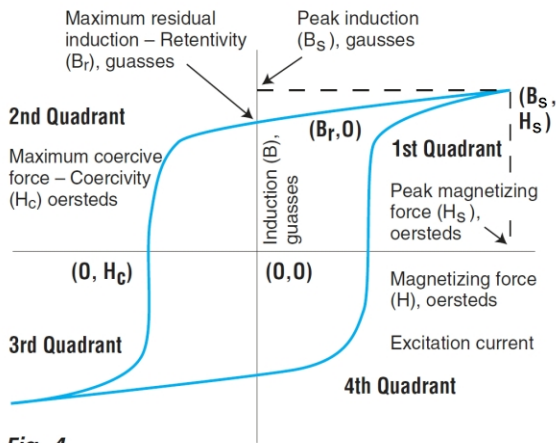 Maximum residual
induction – Retentivity
(Br), guasses
Peak induction
(Bs), gausses
(Bs,
Hs)
2nd Quadrant
(Br,0)
1st Quadrant
Maximum coercive
force – Coercivity
(Hc) oersteds
Induction (B),
guasses
Peak magnetizing
force (Hs),
oersteds
(0, Hc)
(0,0)
Magnetizing force
(H), oersteds
3rd Quadrant
Excitation current
4th Quadrant